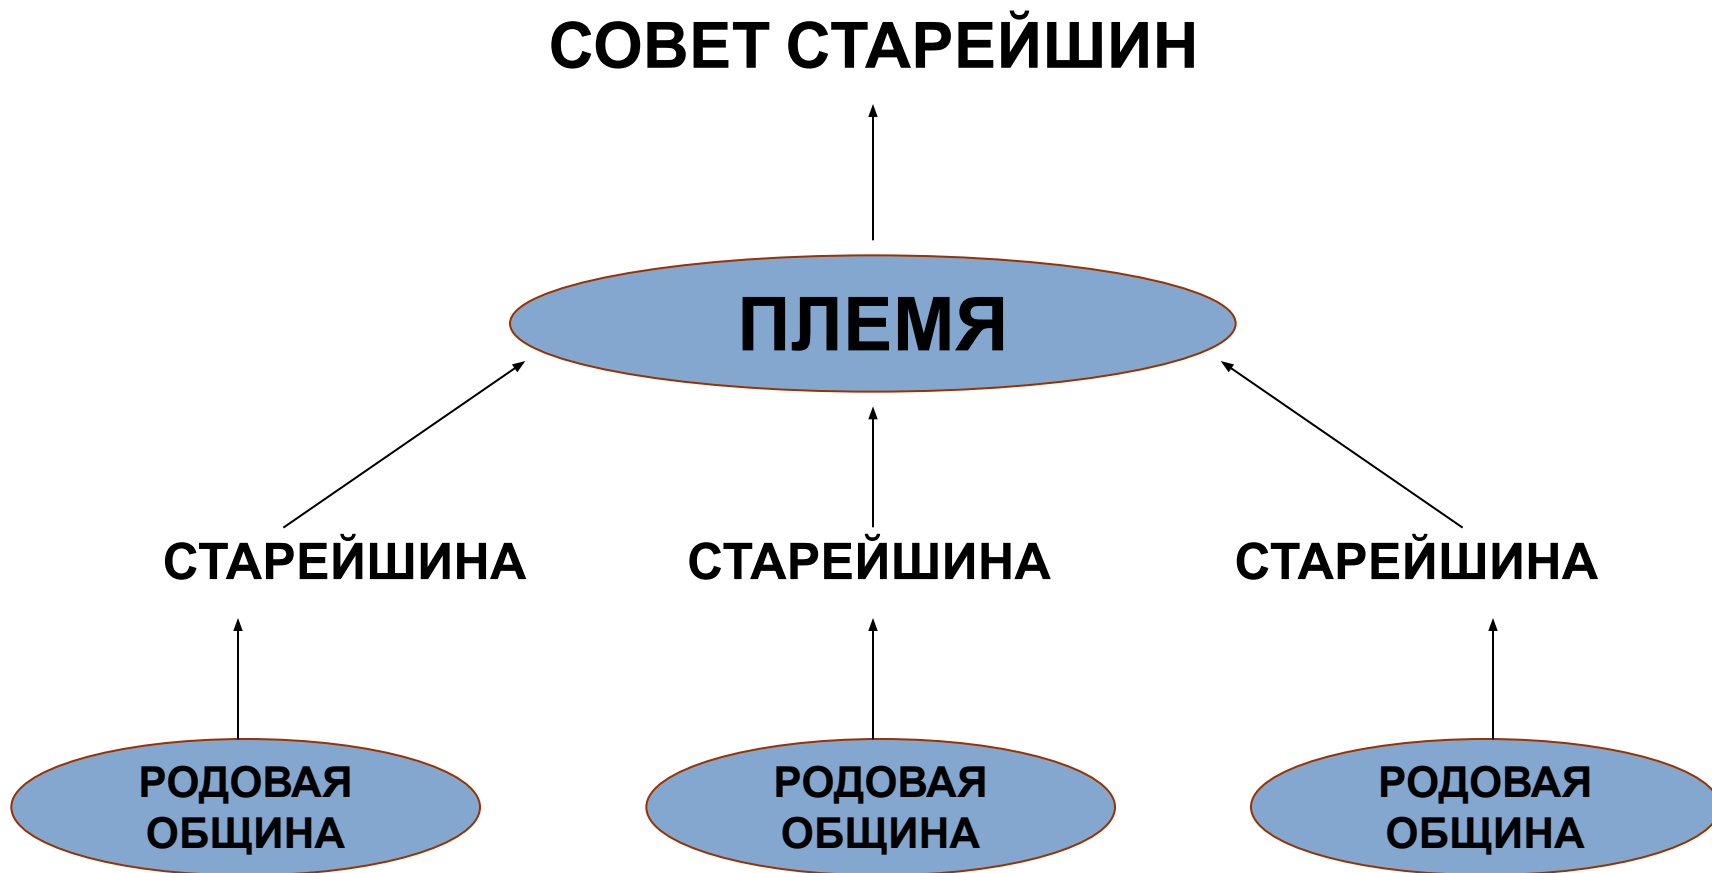 СОВЕТ СТАРЕЙШИН
ПЛЕМЯ
СТАРЕЙШИНА
СТАРЕЙШИНА
СТАРЕЙШИНА
РОДОВАЯ
ОБЩИНА
РОДОВАЯ
ОБЩИНА
РОДОВАЯ
ОБЩИНА